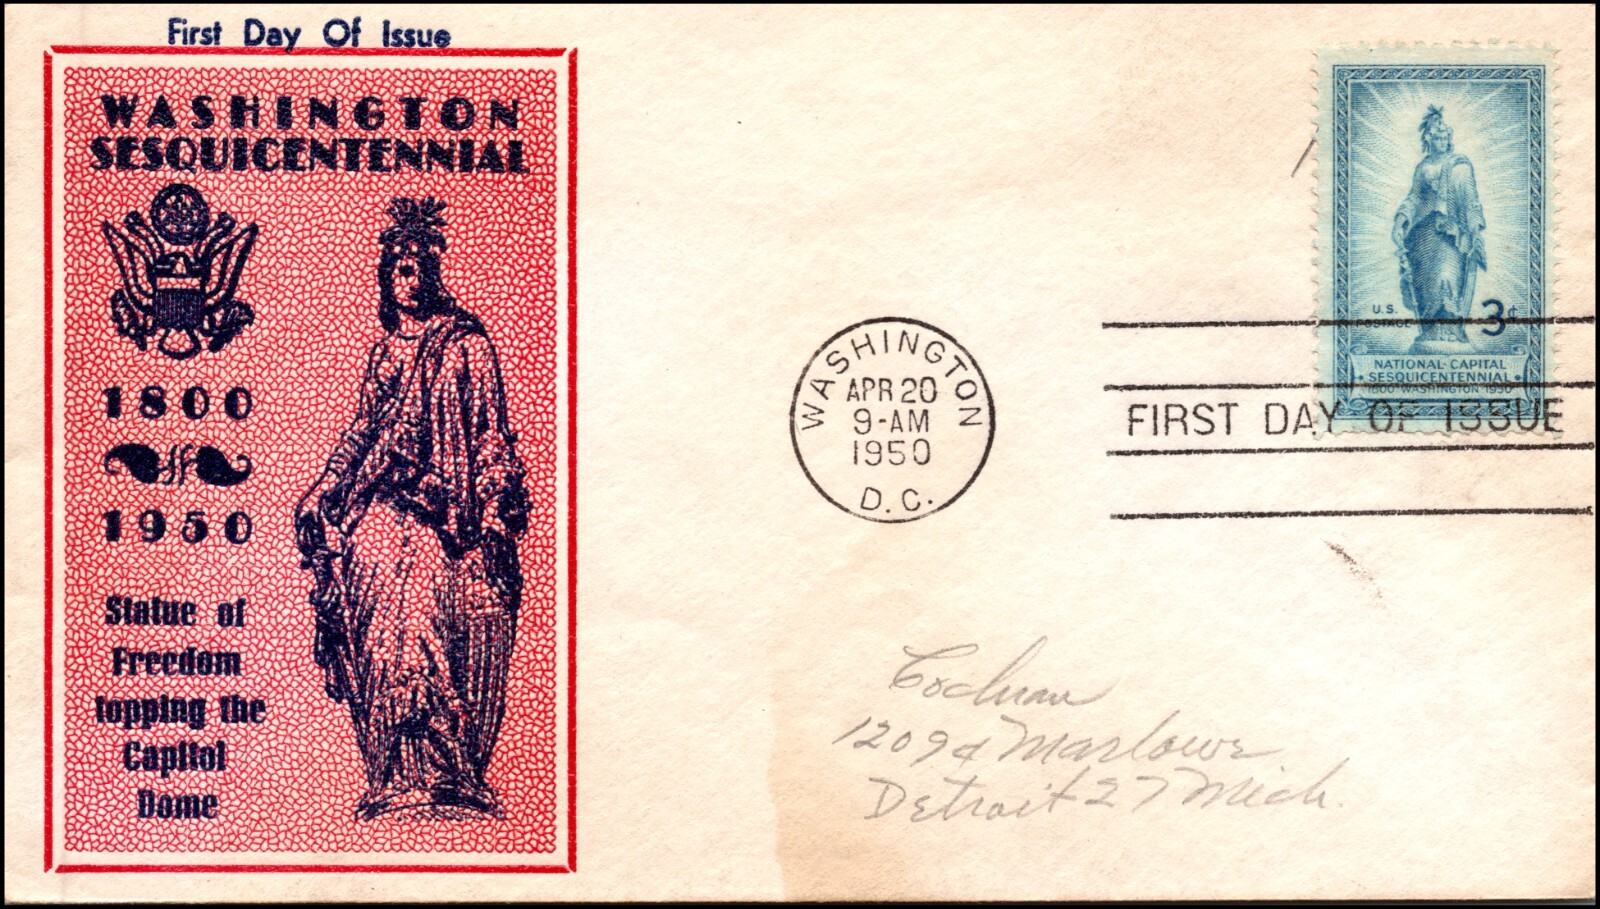 First Day Of Issue
WASHINGTON
SESQUICENTENNIAL
1800
1950
Statue of
Freedom
topping the
Capitol
Dome
WASHINGTON
APR 20
9-AM
1950
D.C.
U.S.
POSTAGE
3¢
NATIONAL·CAPITAL
SESQUICENTENNIAL
1800·WASHINGTON·1950
FIRST DAY OF ISSUE
Cochran
12094 Marlowe
Detroit 27 Mich.